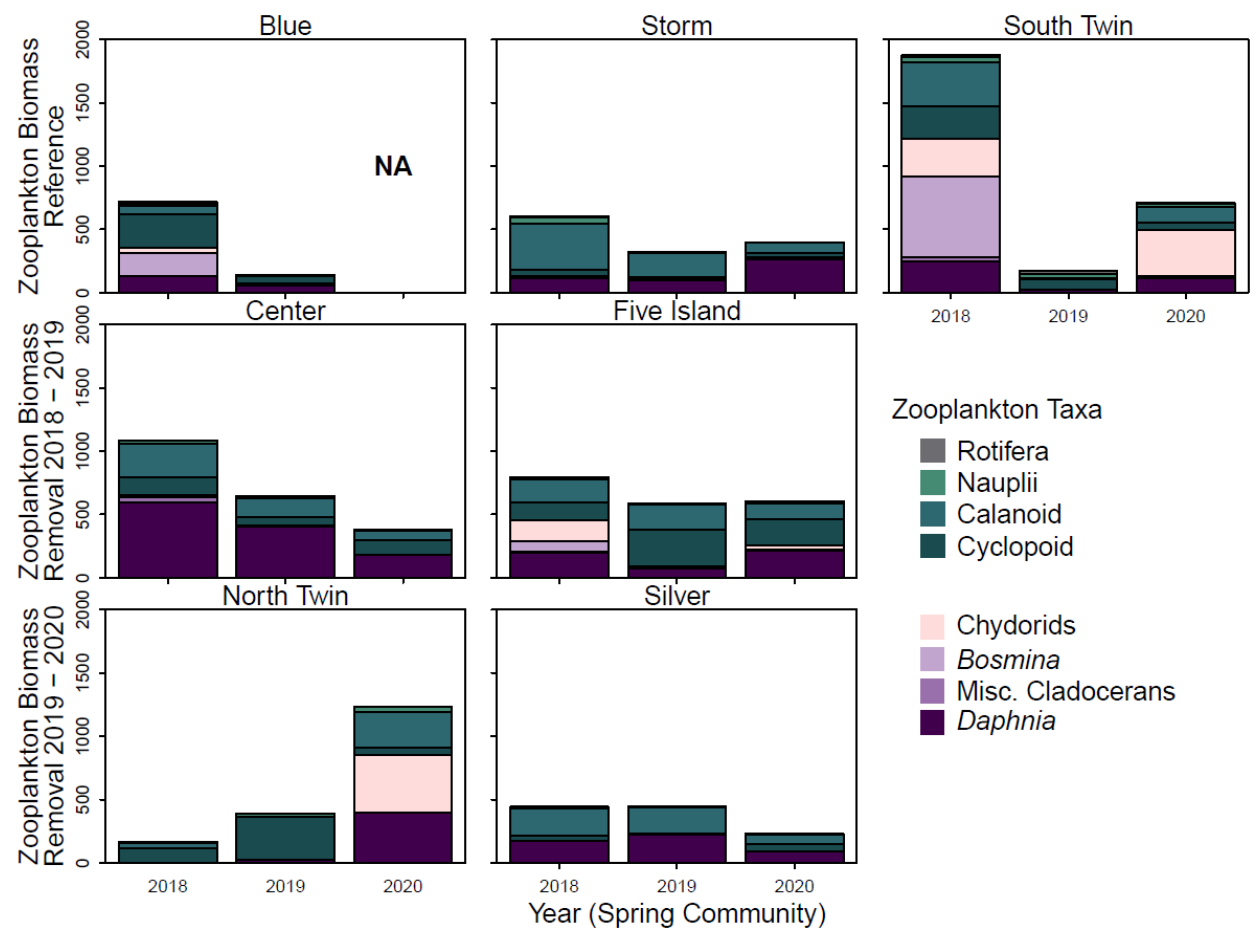 Blue
Storm
South Twin
Zooplankton Biomass
Reference
0 500 1000 1500 2000
NA
2018 2019 2020
Center
Five Island
Zooplankton Biomass
Removal 2018 − 2019
0 500 1000 1500 2000
Zooplankton Taxa
Rotifera
Nauplii
Calanoid
Cyclopoid
Chydorids
Bosmina
Misc. Cladocerans
Daphnia
North Twin
Silver
Zooplankton Biomass
Removal 2019 − 2020
0 500 1000 1500 2000
2018 2019 2020
2018 2019 2020
Year (Spring Community)